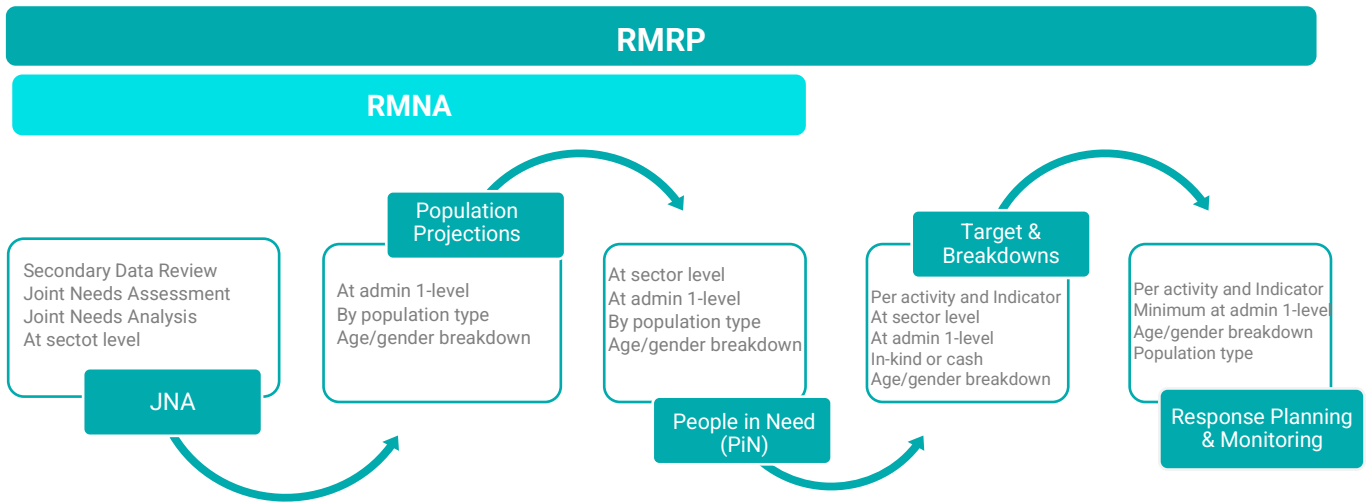 RMRP
RMNA
Secondary Data Review
Joint Needs Assessment
Joint Needs Analysis
At sectot level
JNA
Population
Projections
At admin 1-level
By population type
Age/gender breakdown
At sector level
At admin 1-level
By population type
Age/gender breakdown
People in Need
(PiN)
Target &
Breakdowns
Per activity and Indicator
At sector level
At admin 1-level
In-kind or cash
Age/gender breakdown
Per activity and Indicator
Minimum at admin 1-level
Age/gender breakdown
Population type
Response Planning
& Monitoring